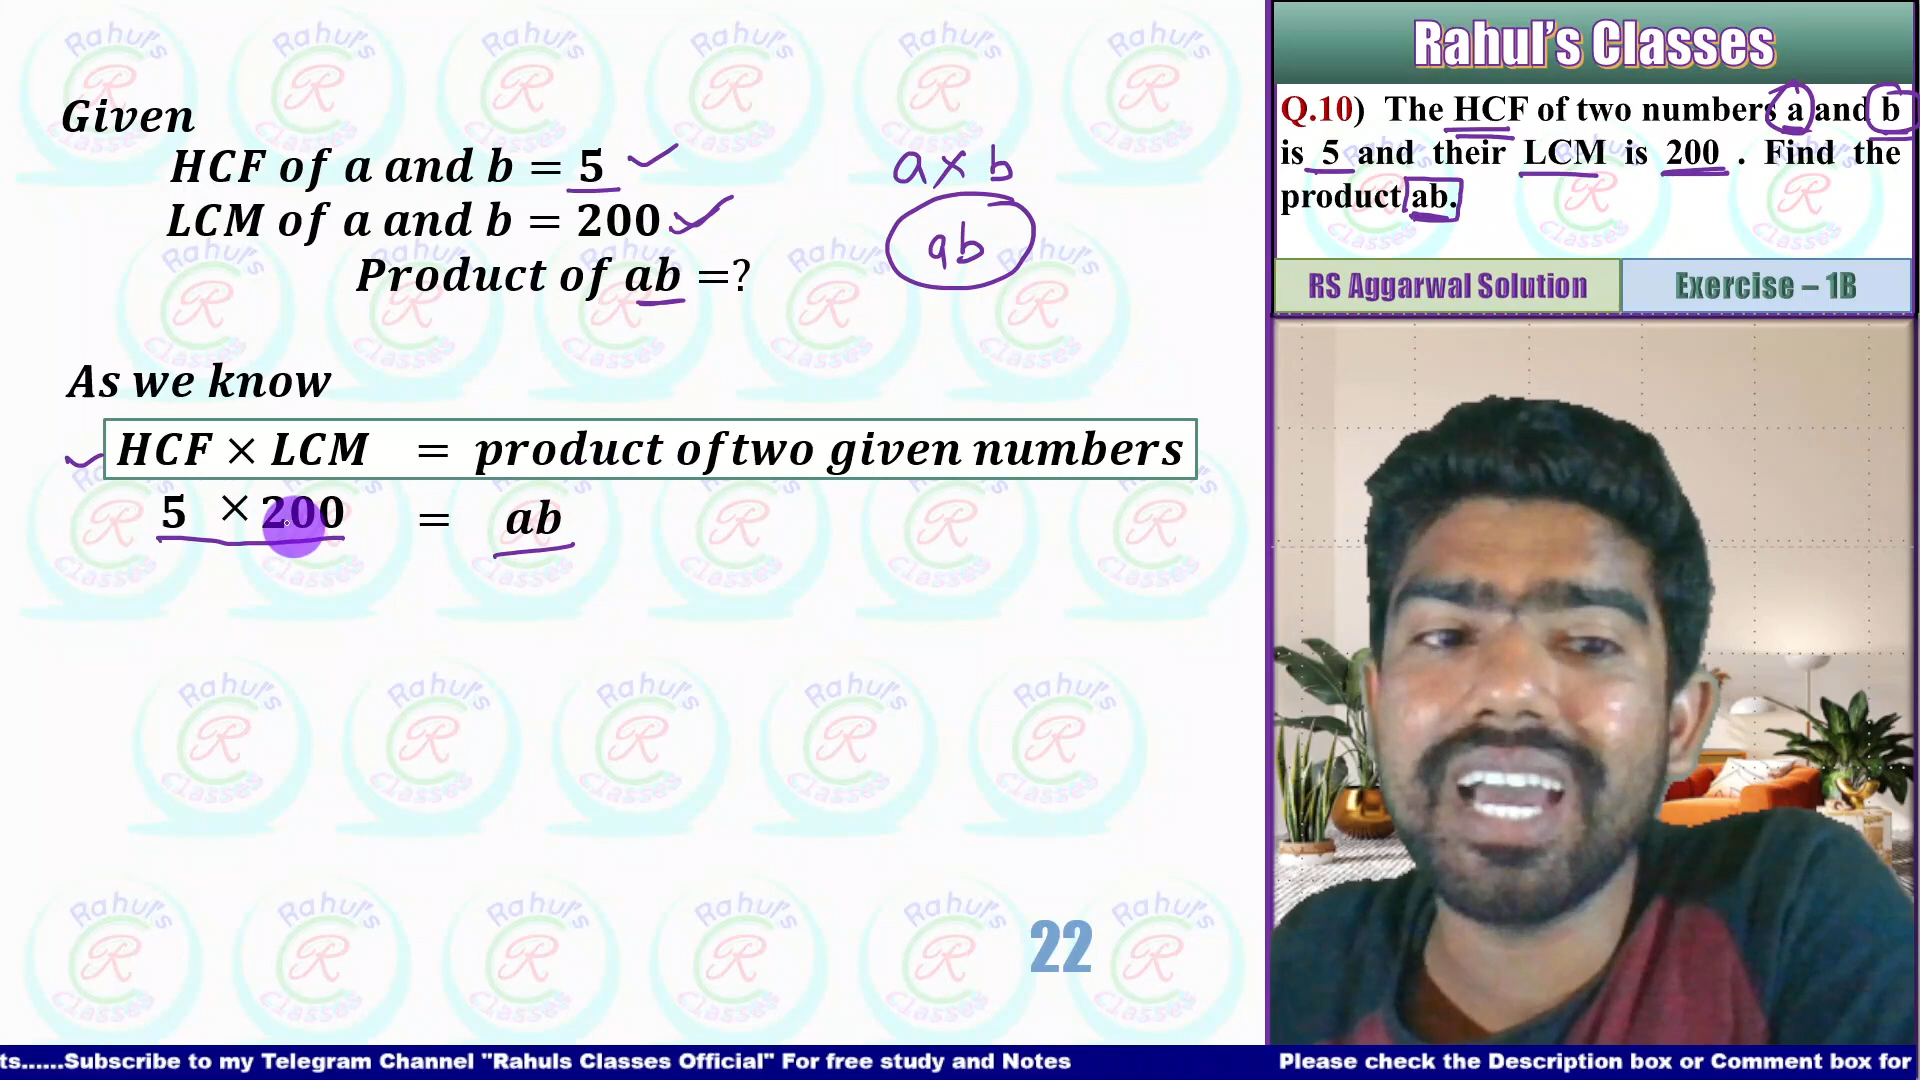 Given
HCF of a and b = 5
LCM of a and b = 200
Product of ab =?
a × b
ab
As we know
HCF × LCM = product oftwo given numbers
5 × 200 = ab
22
Rahul's Classes
Q.10) The HCF of two numbers a and b
is 5 and their LCM is 200 . Find the
product ab.
RS Aggarwal Solution
Exercise – 1B
Rahul's
R
Classes
ts......Subscribe to my Telegram Channel "Rahuls Classes Official" For free study and Notes
Please check the Description box or Comment box for